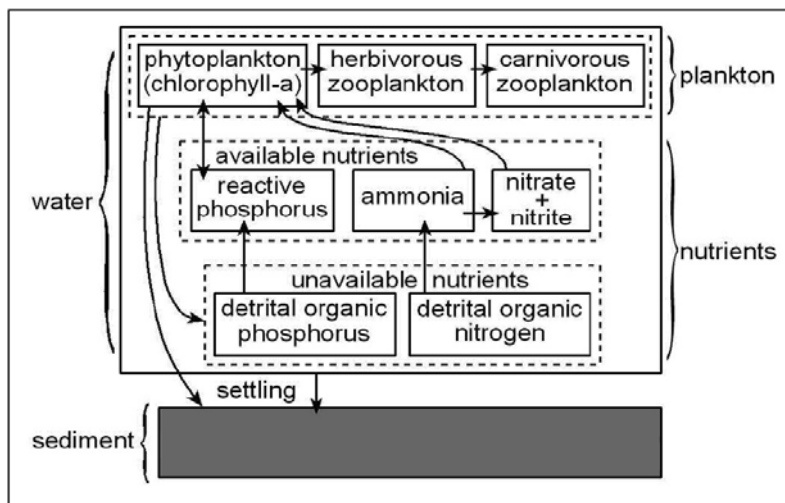 phytoplankton
(chlorophyll-a)
herbivorous
zooplankton
carnivorous
zooplankton
plankton
available nutrients
water
reactive
phosphorus
ammonia
nitrate
+
nitrite
nutrients
unavailable nutrients
detrital organic
phosphorus
detrital organic
nitrogen
settling
sediment